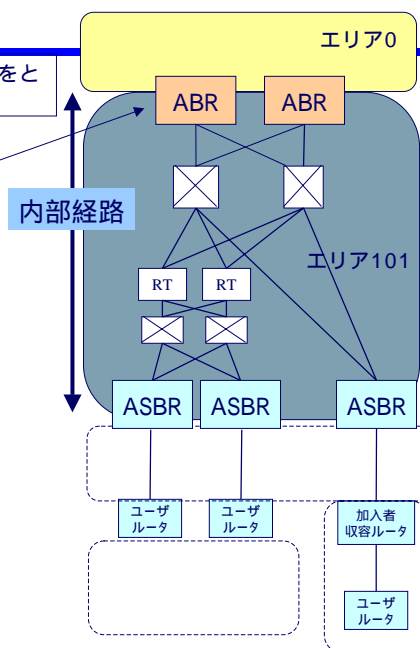 エリア0
をと
ABR
ABR
内部経路
エリア101
RT
RT
ASBR
ASBR
ASBR
ユーザ
ルータ
ユーザ
ルータ
加入者
収容ルータ
ユーザ
ルータ